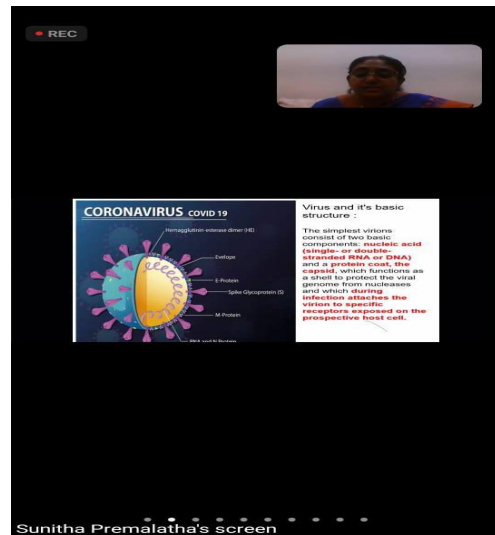 REC
CORONAVIRUS COVID 19
Hemagglutinin-esterase dimer (HE)
Envelope
E-Protein
Spike Glycoprotein (S)
M-Protein
RNA and N Protein
Virus and it's basic
structure :
The simplest virions
consist of two basic
components: nucleic acid
(single- or double-
stranded RNA or DNA)
and a protein coat, the
capsid, which functions as
a shell to protect the viral
genome from nucleases
and which during
infection attaches the
virion to specific
receptors exposed on the
prospective host cell.
Sunitha Premalatha's screen